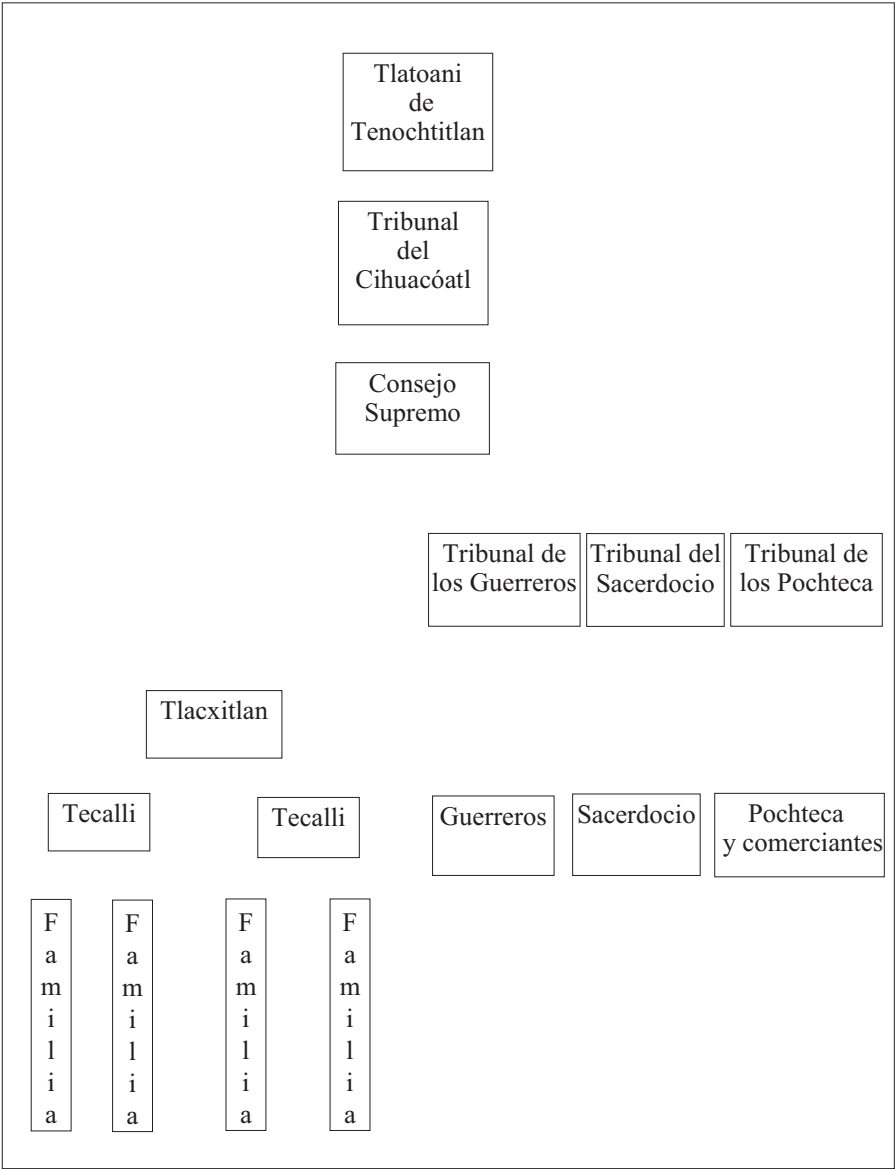 Tlatoani
de
Tenochtitlan
Tribunal
del
Cihuacóatl
Consejo
Supremo
Tribunal de
los Guerreros
Tribunal del
Sacerdocio
Tribunal de
los Pochteca
Tlacxitlan
Tecalli
Tecalli
Guerreros
Sacerdocio
Pochteca
y comerciantes
Familia
Familia
Familia
Familia